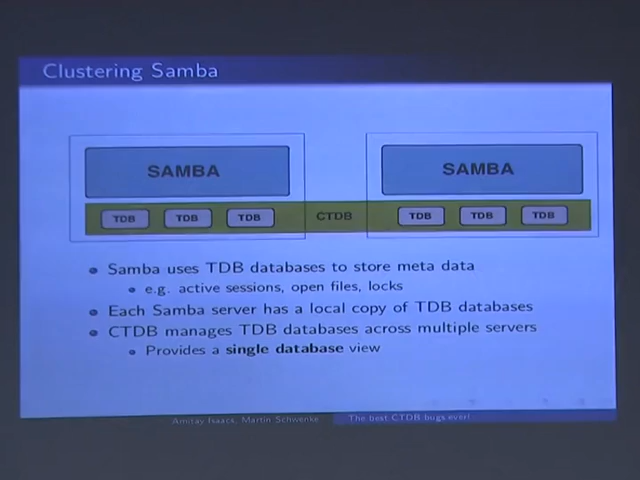 Clustering Samba
SAMBA
SAMBA
TDB
TDB
TDB
CTDB
TDB
TDB
TDB
Samba uses TDB databases to store meta data
e.g. active sessions, open files, locks
Each Samba server has a local copy of TDB databases
CTDB manages TDB databases across multiple servers
Provides a single database view
Amitay Isaacs, Martin Schwenke
The best CTDB bugs ever!